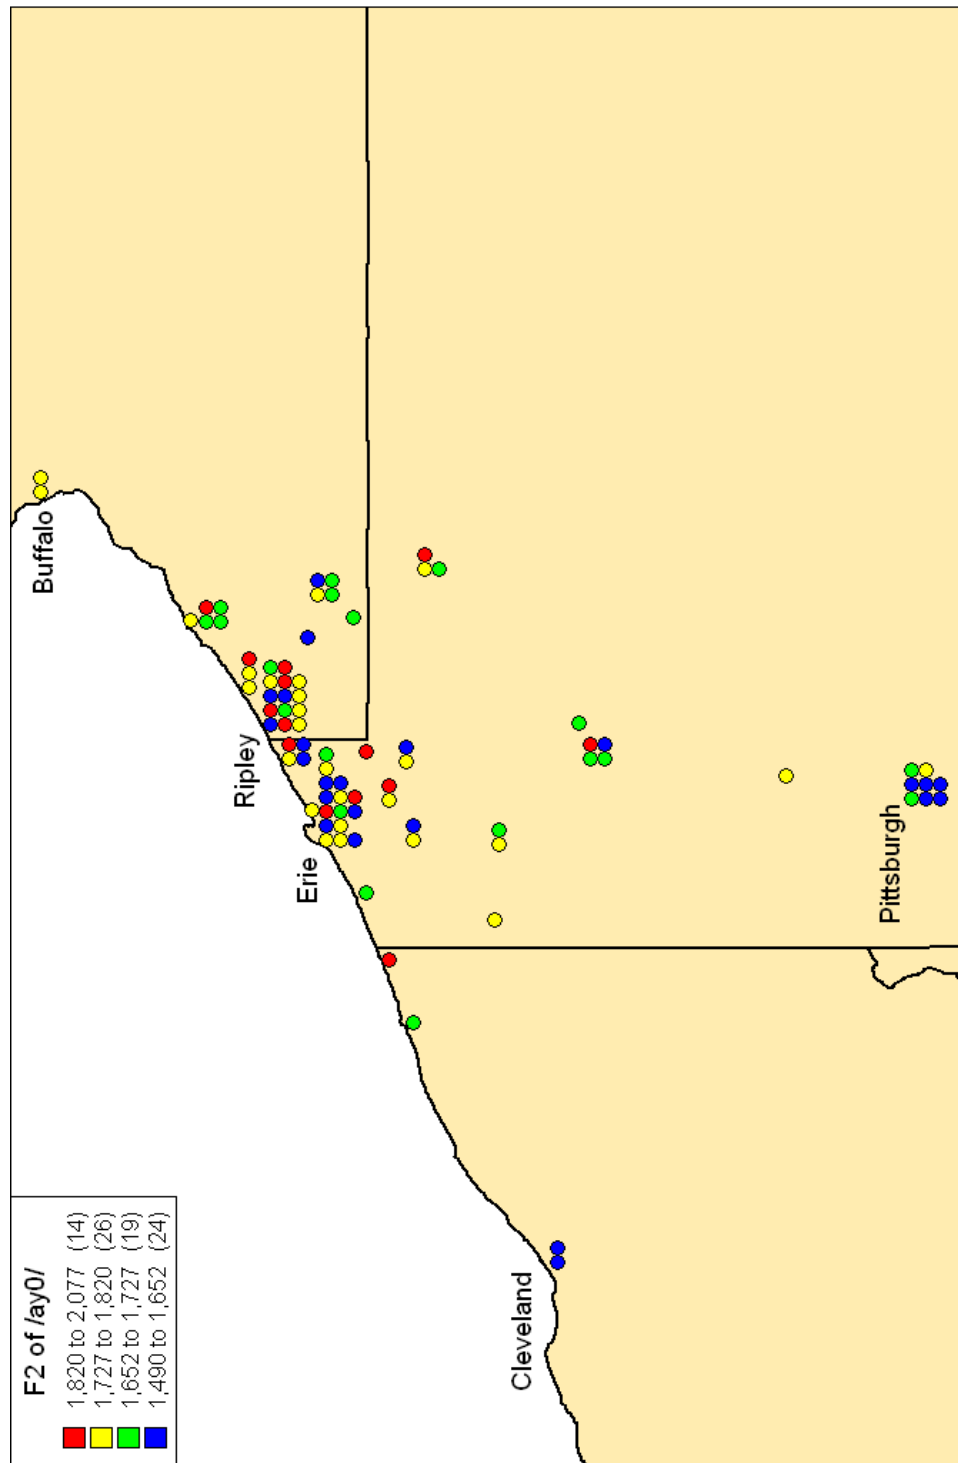 F2 of /ay0/
1,820 to 2,077 (14)
1,727 to 1,820 (26)
1,652 to 1,727 (19)
1,490 to 1,652 (24)
Buffalo
Ripley
Erie
Cleveland
Pittsburgh